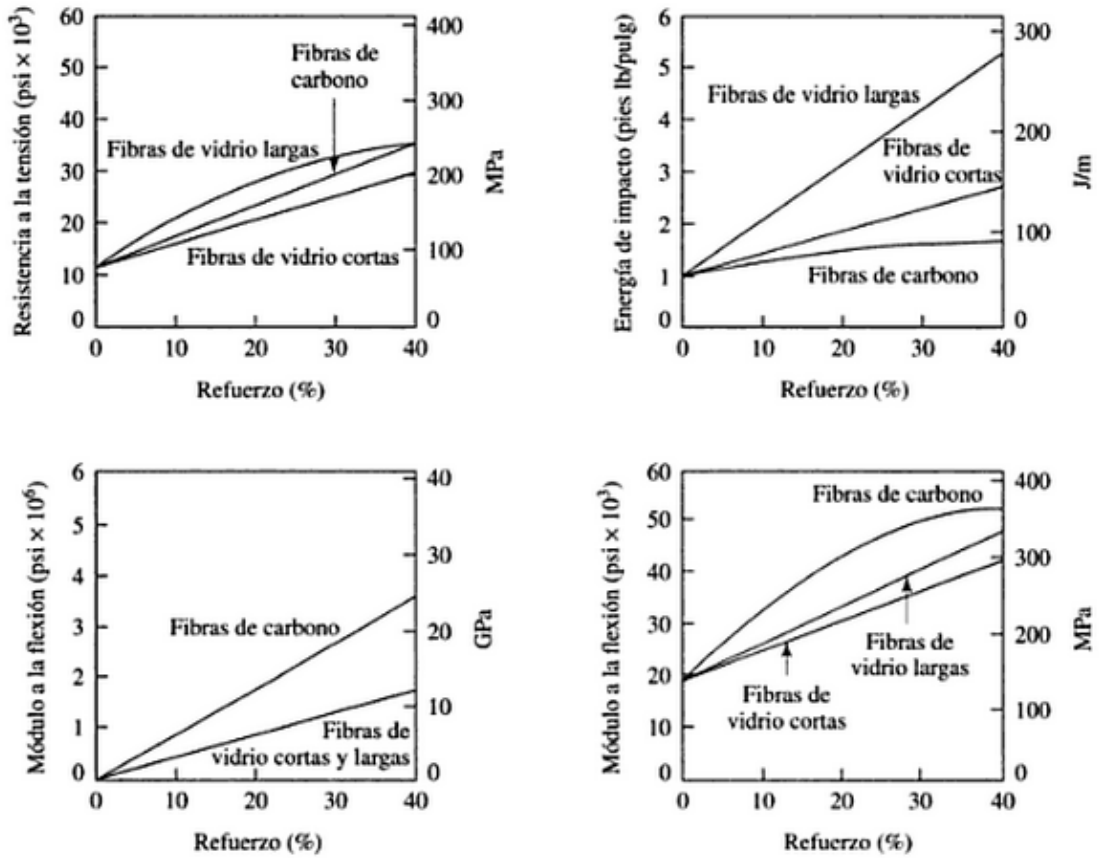 Resistencia a la tensión (psi × 10³)
60
50
40
30
20
10
0
400
300
200
100
0
MPa
Fibras de
carbono
Fibras de vidrio largas
Fibras de vidrio cortas
0 10 20 30 40
Refuerzo (%)
Energía de impacto (pies lb/pulg)
6
5
4
3
2
1
0
300
200
100
0
J/m
Fibras de vidrio largas
Fibras de
vidrio cortas
Fibras de carbono
0 10 20 30 40
Refuerzo (%)
Módulo a la flexión (psi × 10⁶)
6
5
4
3
2
1
0
40
30
20
10
0
GPa
Fibras de carbono
Fibras de
vidrio cortas y largas
0 10 20 30 40
Refuerzo (%)
Módulo a la flexión (psi × 10³)
60
50
40
30
20
10
0
400
300
200
100
0
MPa
Fibras de carbono
Fibras de
vidrio largas
Fibras de
vidrio cortas
0 10 20 30 40
Refuerzo (%)